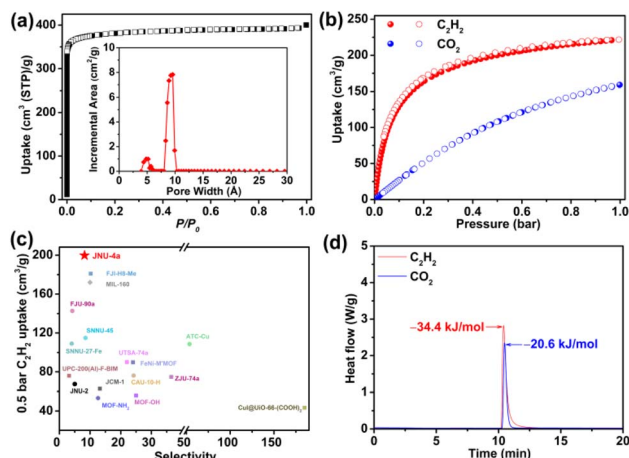 (a)
Uptake (cm³ (STP)/g)
400
300
200
100
0
0.0
0.2
0.4
0.6
0.8
1.0
P/P₀
Incremental Area (cm²/g)
8
6
4
2
0
0
5
10
15
20
25
30
Pore Width (Å)
(b)
Uptake (cm³/g)
250
200
150
100
50
0
0.0
0.2
0.4
0.6
0.8
1.0
Pressure (bar)
C₂H₂
CO₂
(c)
0.5 bar C₂H₂ uptake (cm³/g)
200
160
120
80
40
0
10
20
30
40
50
100
150
200
Selectivity
JNU-4a
FJI-H8-Me
MIL-160
FJU-90a
SNNU-45
SNNU-27-Fe
UTSA-74a
ATC-Cu
UPC-200(Al)-F-BIM
FeNi-M'MOF
JCM-1
CAU-10-H
ZJU-74a
JNU-2
MOF-NH₃
MOF-OH
CuI@UiO-66-(COOH)₂
(d)
Heat flow (W/g)
5
4
3
2
1
0
0
5
10
15
20
Time (min)
C₂H₂
CO₂
−34.4 kJ/mol
−20.6 kJ/mol